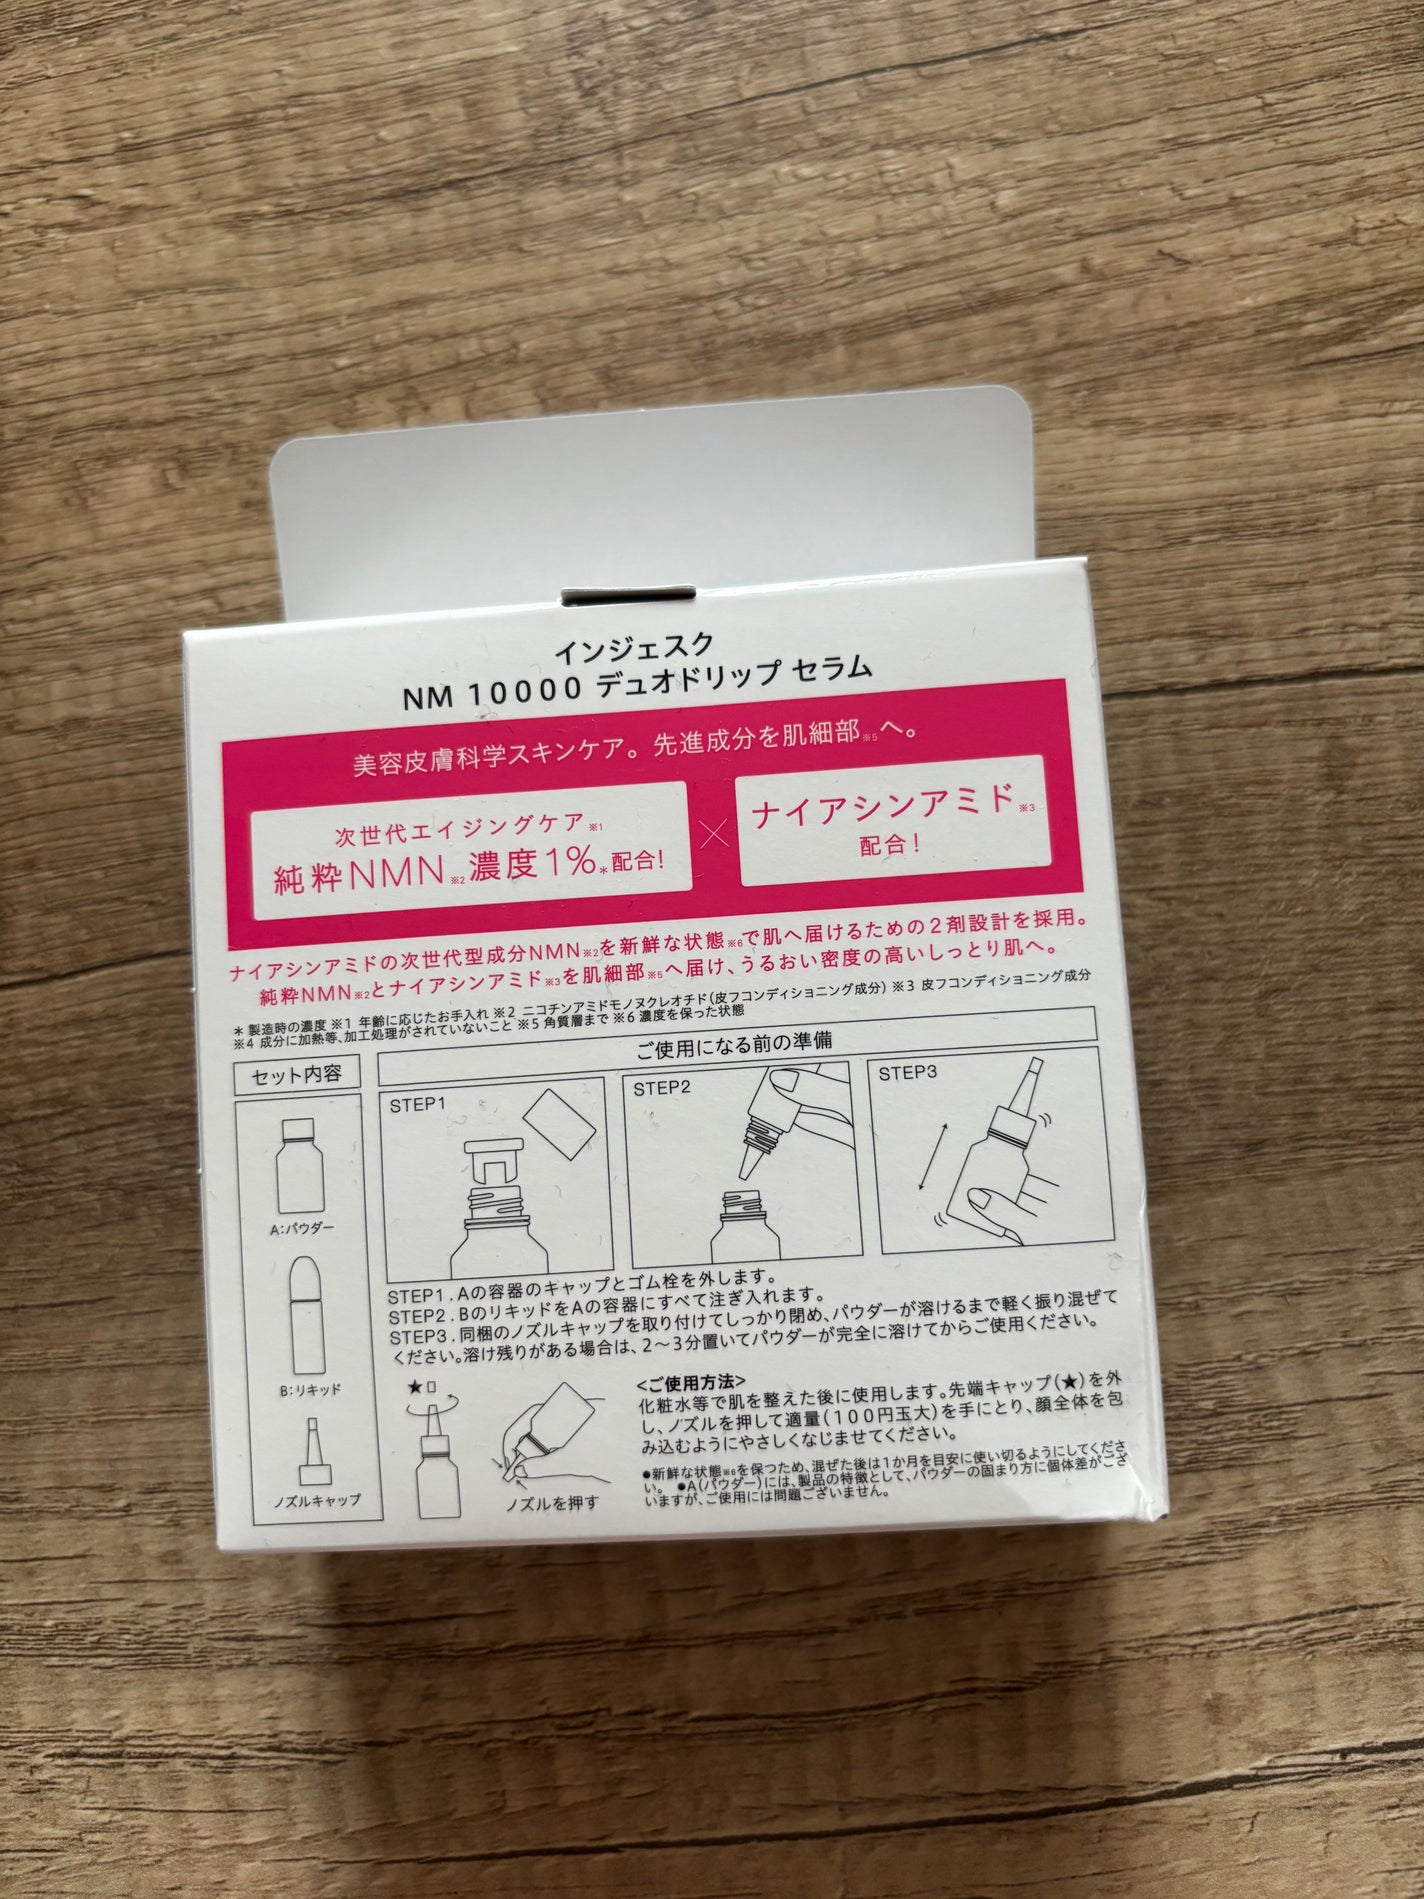 インジェスク
NM 10000 デュオドリップ セラム
美容皮膚科学スキンケア。先進成分を肌細部※5へ。
次世代エイジングケア※1
純粋NMN※2濃度1%*配合!
×
ナイアシンアミド※3
配合!
ナイアシンアミドの次世代型成分NMN※2を新鮮な状態※6で肌へ届けるための2剤設計を採用。
純粋NMN※2とナイアシンアミド※3を肌細部※5へ届け、うるおい密度の高いしっとり肌へ。
* 製造時の濃度 ※1 年齢に応じたお手入れ ※2 ニコチンアミドモノヌクレオチド(皮フコンディショニング成分) ※3 皮フコンディショニング成分
※4 成分に加熱等、加工処理がされていないこと ※5 角質層まで ※6 濃度を保った状態
セット内容
A:パウダー
B:リキッド
ノズルキャップ
ご使用になる前の準備
STEP1
STEP2
STEP3
STEP1.Aの容器のキャップとゴム栓を外します。
STEP2.BのリキッドをAの容器にすべて注ぎ入れます。
STEP3.同梱のノズルキャップを取り付けてしっかり閉め、パウダーが溶けるまで軽く振り混ぜて
ください。溶け残りがある場合は、2〜3分置いてパウダーが完全に溶けてからご使用ください。
★
ノズルを押す
<ご使用方法>
化粧水等で肌を整えた後に使用します。先端キャップ(★)を外
し、ノズルを押して適量(100円玉大)を手にとり、顔全体を包
み込むようにやさしくなじませてください。
●新鮮な状態※6を保つため、混ぜた後は1か月を目安に使い切るようにしてくださ
い。 ●A(パウダー)には、製品の特徴として、パウダーの固まり方に個体差がござ
いますが、ご使用には問題ございません。